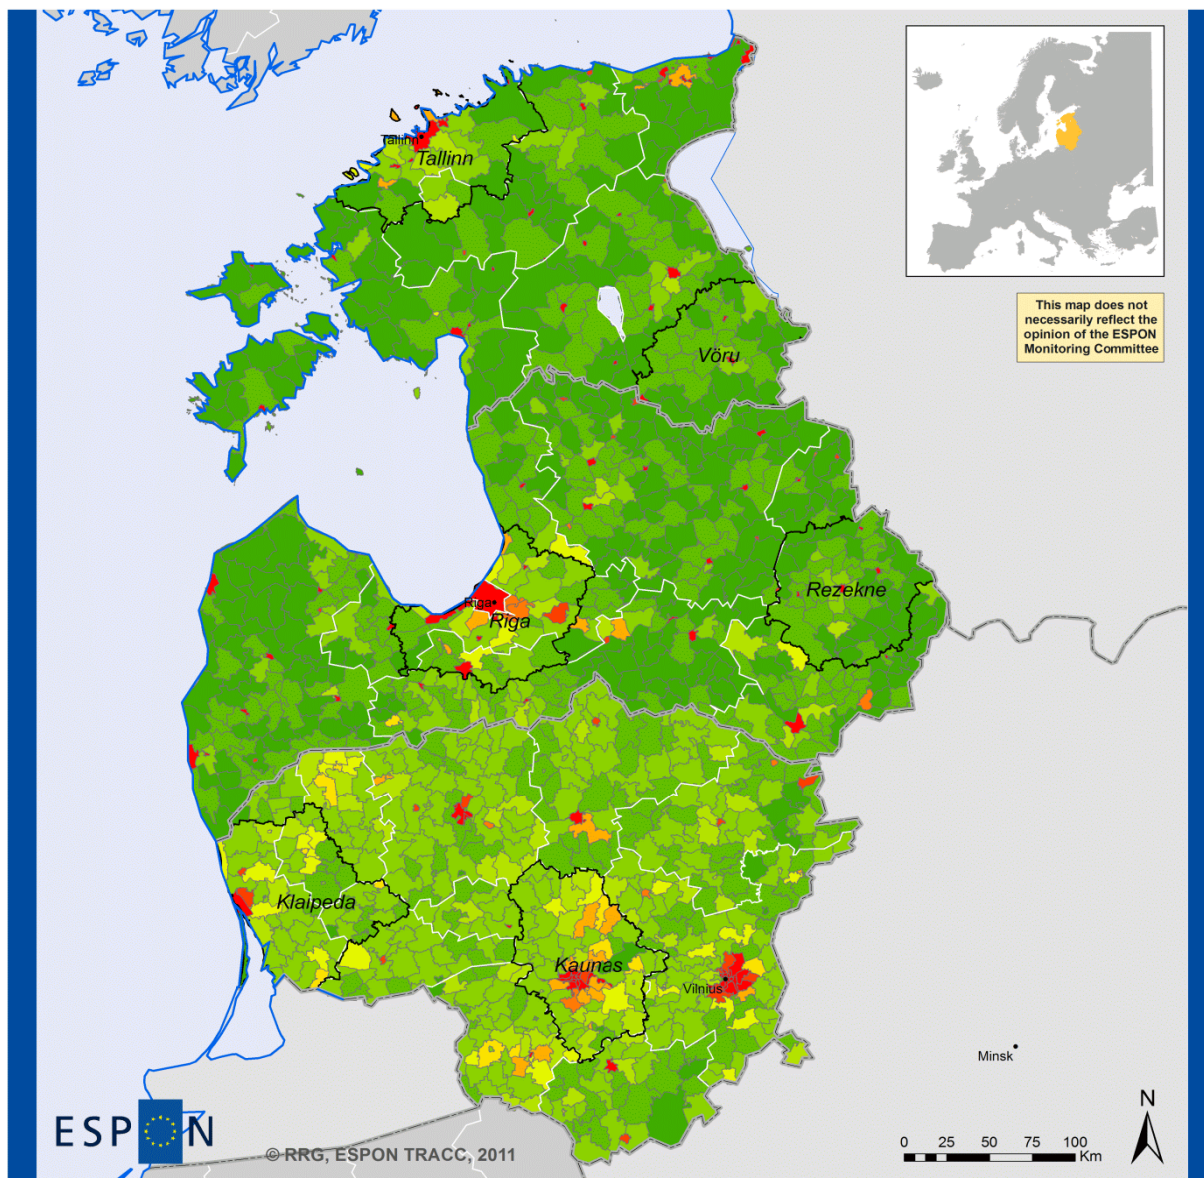 This map does not
necessarily reflect the
opinion of the ESPON
Monitoring Committee
Tallinn
Tallinn
Võru
Rezekne
Riga
Riga
Klaipeda
Kaunas
Vilnius
Minsk
ESPON
© RRG, ESPON TRACC, 2011
N
0 25 50 75 100
Km